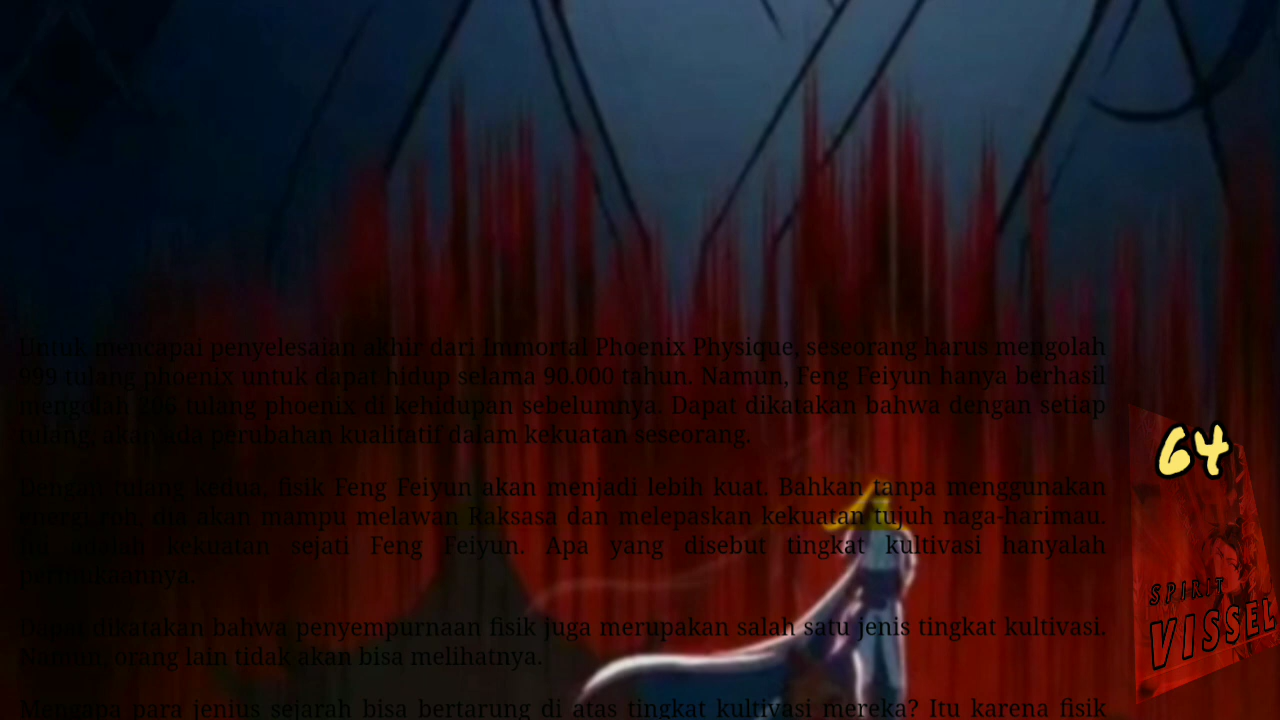 Untuk mencapai penyelesaian akhir dari Immortal Phoenix Physique, seseorang harus mengolah
999 tulang phoenix untuk dapat hidup selama 90.000 tahun. Namun, Feng Feiyun hanya berhasil
mengolah 206 tulang phoenix di kehidupan sebelumnya. Dapat dikatakan bahwa dengan setiap
tulang, akan ada perubahan kualitatif dalam kekuatan seseorang.
Dengan tulang kedua, fisik Feng Feiyun akan menjadi lebih kuat. Bahkan tanpa menggunakan
energi roh, dia akan mampu melawan Raksasa dan melepaskan kekuatan tujuh naga-harimau.
Itu adalah kekuatan sejati Feng Feiyun. Apa yang disebut tingkat kultivasi hanyalah
permukaannya.
Dapat dikatakan bahwa penyempurnaan fisik juga merupakan salah satu jenis tingkat kultivasi.
Namun, orang lain tidak akan bisa melihatnya.
Mengapa para jenius sejarah bisa bertarung di atas tingkat kultivasi mereka? Itu karena fisik
64
SPIRIT
VISSEL